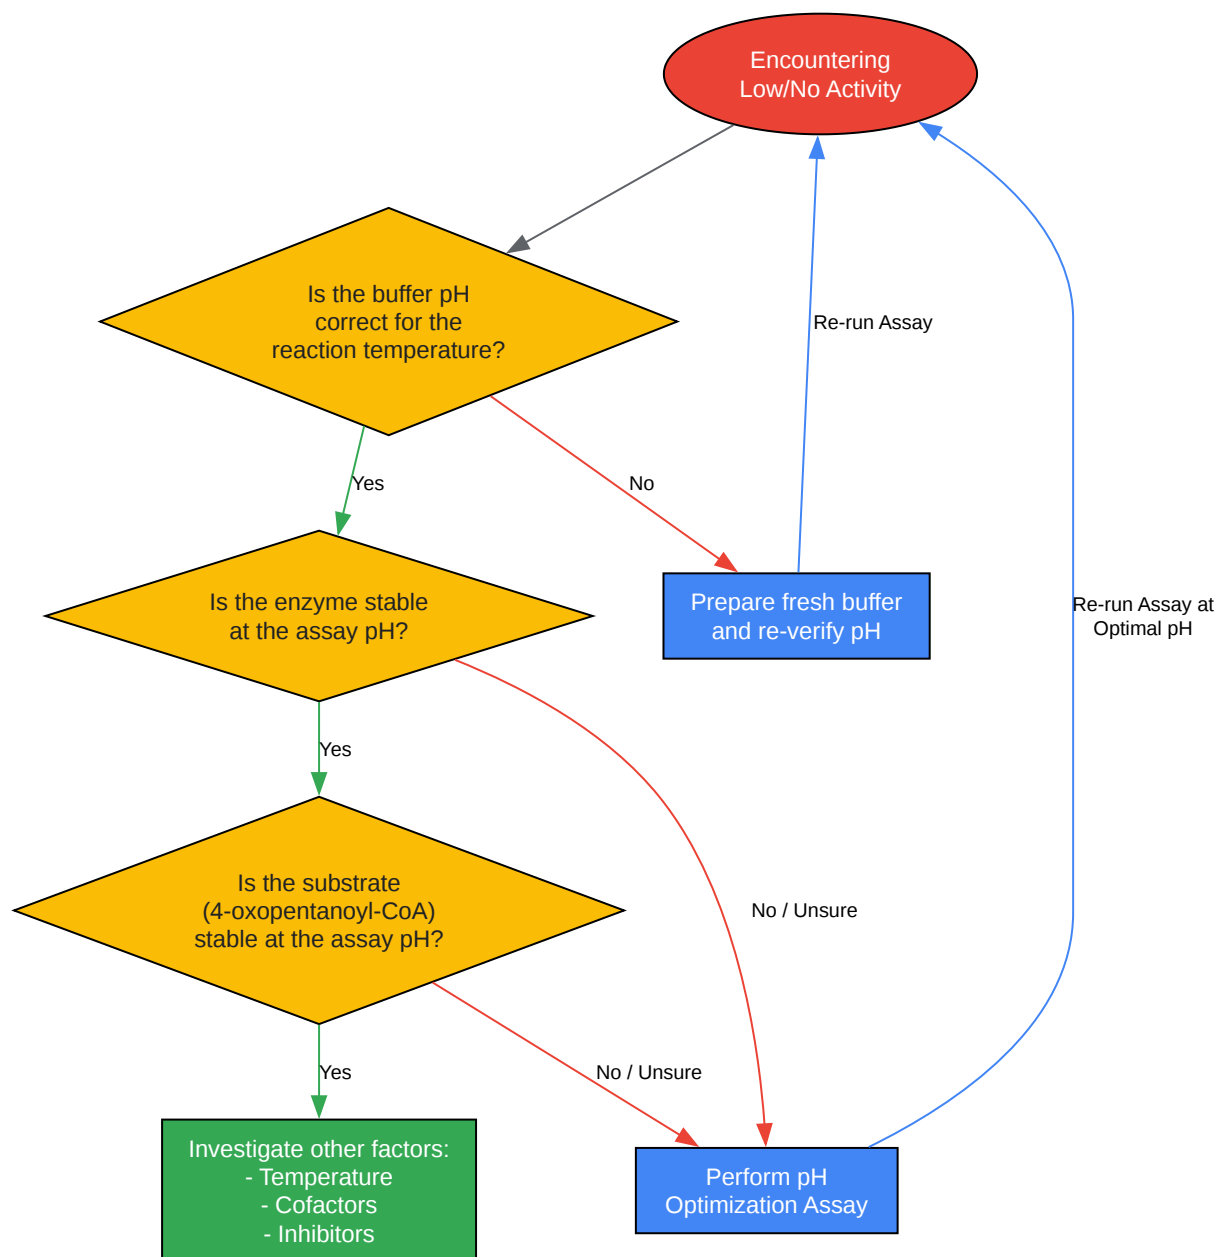 Encountering
Low/No Activity
Is the buffer pH
correct for the
reaction temperature?
Re-run Assay
Yes
No
Is the enzyme stable
at the assay pH?
Prepare fresh buffer
and re-verify pH
Re-run Assay at
Optimal pH
Yes
Is the substrate
(4-oxopentanoyl-CoA)
stable at the assay pH?
No / Unsure
Yes
No / Unsure
Investigate other factors:
- Temperature
- Cofactors
- Inhibitors
Perform pH
Optimization Assay